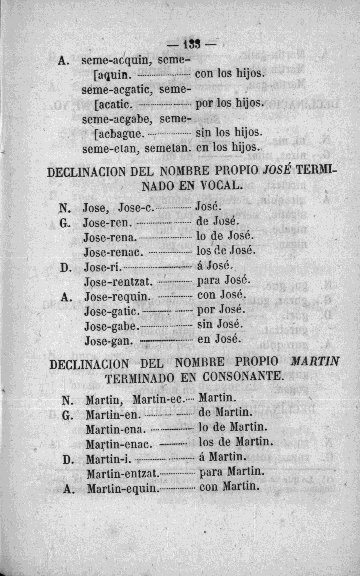 — 133 —
A. seme-acquin, seme-
[aquin. ———— con los hijos.
seme-acgatic, seme-
[acatic. ———— por los hijos.
seme-acgabe, seme-
[acbague. ———— sin los hijos.
seme-etan, semetan. en los hijos.
DECLINACION DEL NOMBRE PROPIO JOSÉ TERMI-
NADO EN VOCAL.
N. Jose, Jose-c. ———— José.
G. Jose-ren. ———— de José.
Jose-rena. ———— lo de José.
Jose-renac. ———— los de José.
D. Jose-ri. ———— á José.
Jose-rentzat. ———— para José.
A. Jose-requin. ———— con José.
Jose-gatic. ———— por José.
Jose-gabe. ———— sin José.
Jose-gan. ———— en José.
DECLINACION DEL NOMBRE PROPIO MARTIN
TERMINADO EN CONSONANTE.
N. Martin, Martin-ec. — Martin.
G. Martin-en. ———— de Martin.
Martin-ena. ———— lo de Martin.
Martin-enac. ———— los de Martin.
D. Martin-i. ———— á Martin.
Martin-entzat. ———— para Martin.
A. Martin-equin. ———— con Martin.